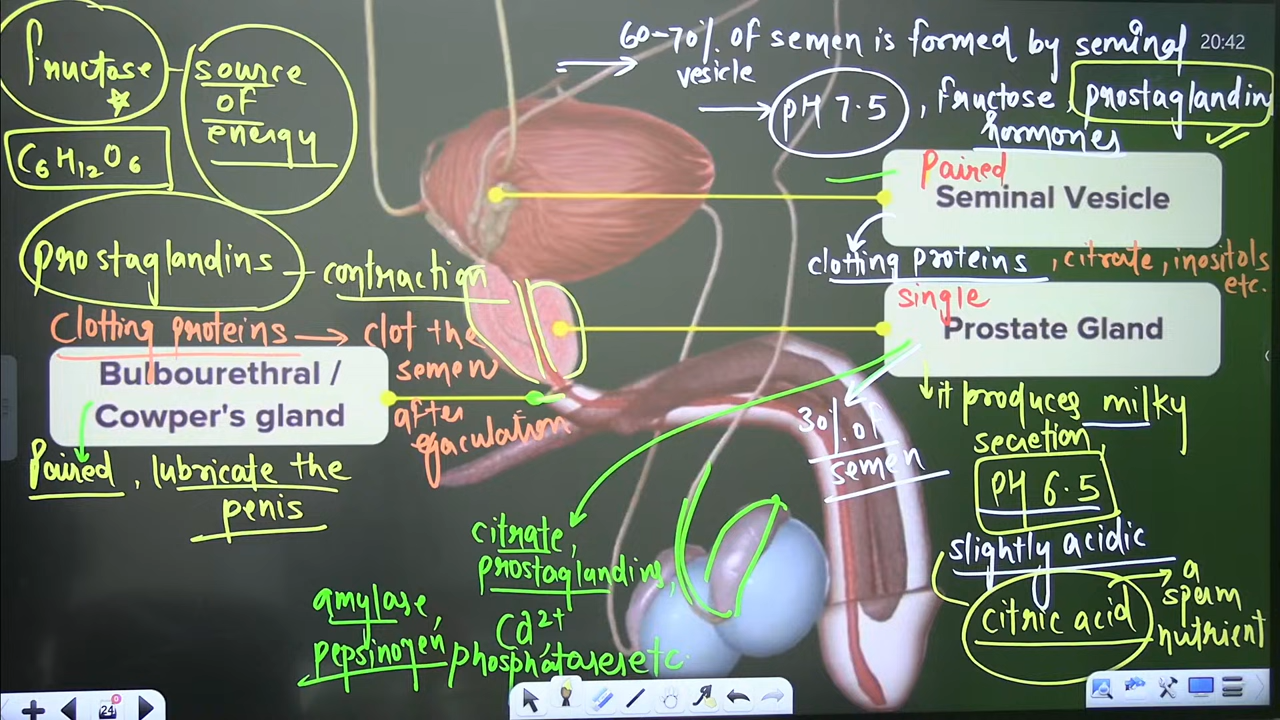 60-70% of semen is formed by seminal
vesicle
20:42
pH 7.5, fructose, prostaglandin
hormones
fructose - source
of
energy
C6H12O6
prostaglandins - contraction
Clotting proteins → clot the
semen
after
ejaculation
Bulbourethral /
Cowper's gland
Paired, lubricate the
penis
Paired
Seminal Vesicle
clotting proteins, citrate, inositols
etc.
single
Prostate Gland
it produces milky
secretion
30% of
semen
PH 6.5
slightly acidic
citric acid → a
sperm
nutrient
citrate,
prostaglandins,
amylase,
Ca2+
pepsinogen phosphatases etc.
24